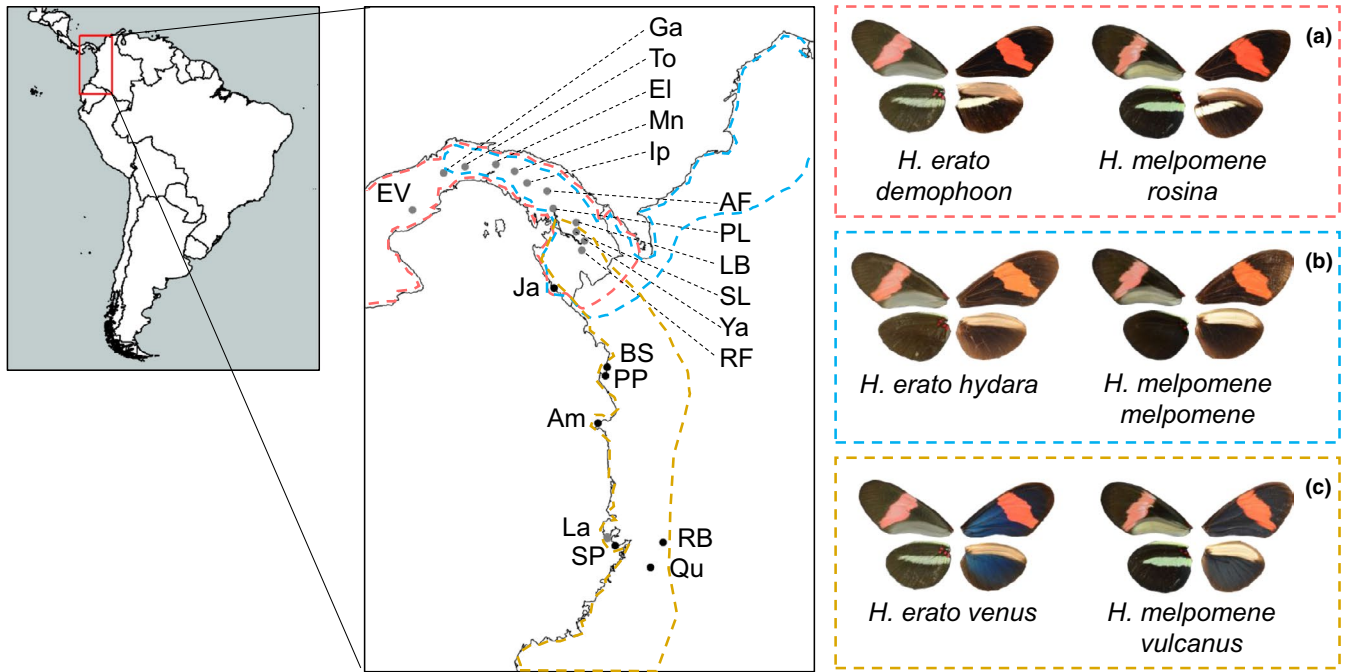 Ga
To
El
Mn
Ip
EV
AF
PL
LB
SL
Ya
RF
Ja
BS
PP
Am
La
SP
RB
Qu
(a)
H. erato
demophoon
H. melpomene
rosina
(b)
H. erato hydara
H. melpomene
melpomene
(c)
H. erato venus
H. melpomene
vulcanus